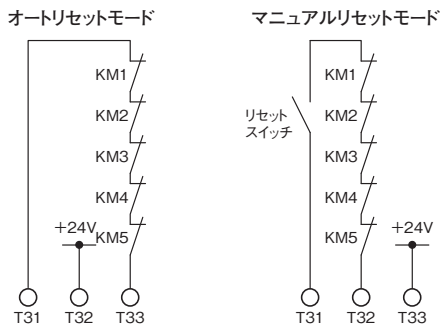 オートリセットモード
KM1
KM2
KM3
KM4
+24V
KM5
T31
T32
T33
マニュアルリセットモード
KM1
リセット
スイッチ
KM2
KM3
KM4
+24V
KM5
T31
T32
T33